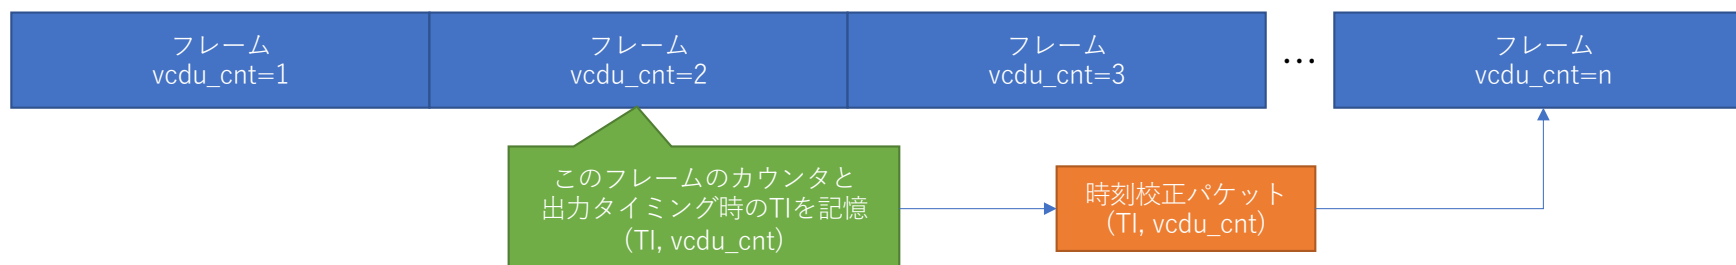 フレーム
vcdu_cnt=1
フレーム
vcdu_cnt=2
フレーム
vcdu_cnt=3
…
フレーム
vcdu_cnt=n
このフレームのカウンタと
出力タイミング時のTIを記憶
(TI, vcdu_cnt)
時刻校正パケット
(TI, vcdu_cnt)